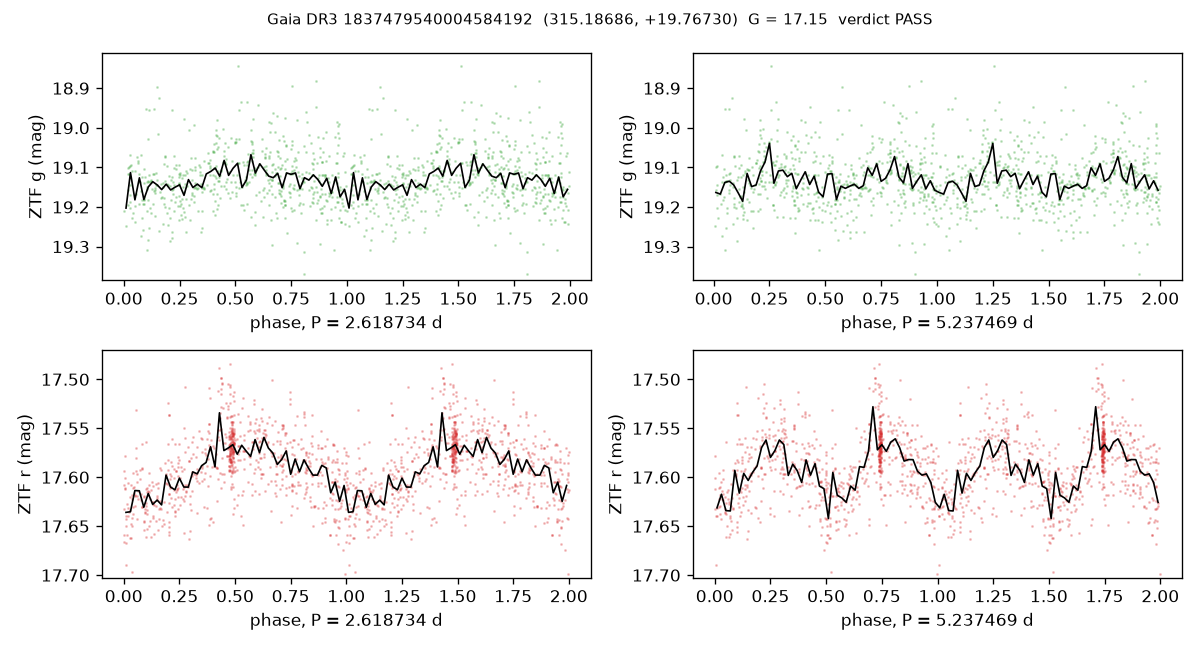 Gaia DR3 1837479540004584192  (315.18686, +19.76730)  G = 17.15  verdict PASS
ZTF g (mag)
18.9
19.0
19.1
19.2
19.3
0.00 0.25 0.50 0.75 1.00 1.25 1.50 1.75 2.00
phase, P = 2.618734 d
ZTF g (mag)
18.9
19.0
19.1
19.2
19.3
0.00 0.25 0.50 0.75 1.00 1.25 1.50 1.75 2.00
phase, P = 5.237469 d
ZTF r (mag)
17.50
17.55
17.60
17.65
17.70
0.00 0.25 0.50 0.75 1.00 1.25 1.50 1.75 2.00
phase, P = 2.618734 d
ZTF r (mag)
17.50
17.55
17.60
17.65
17.70
0.00 0.25 0.50 0.75 1.00 1.25 1.50 1.75 2.00
phase, P = 5.237469 d